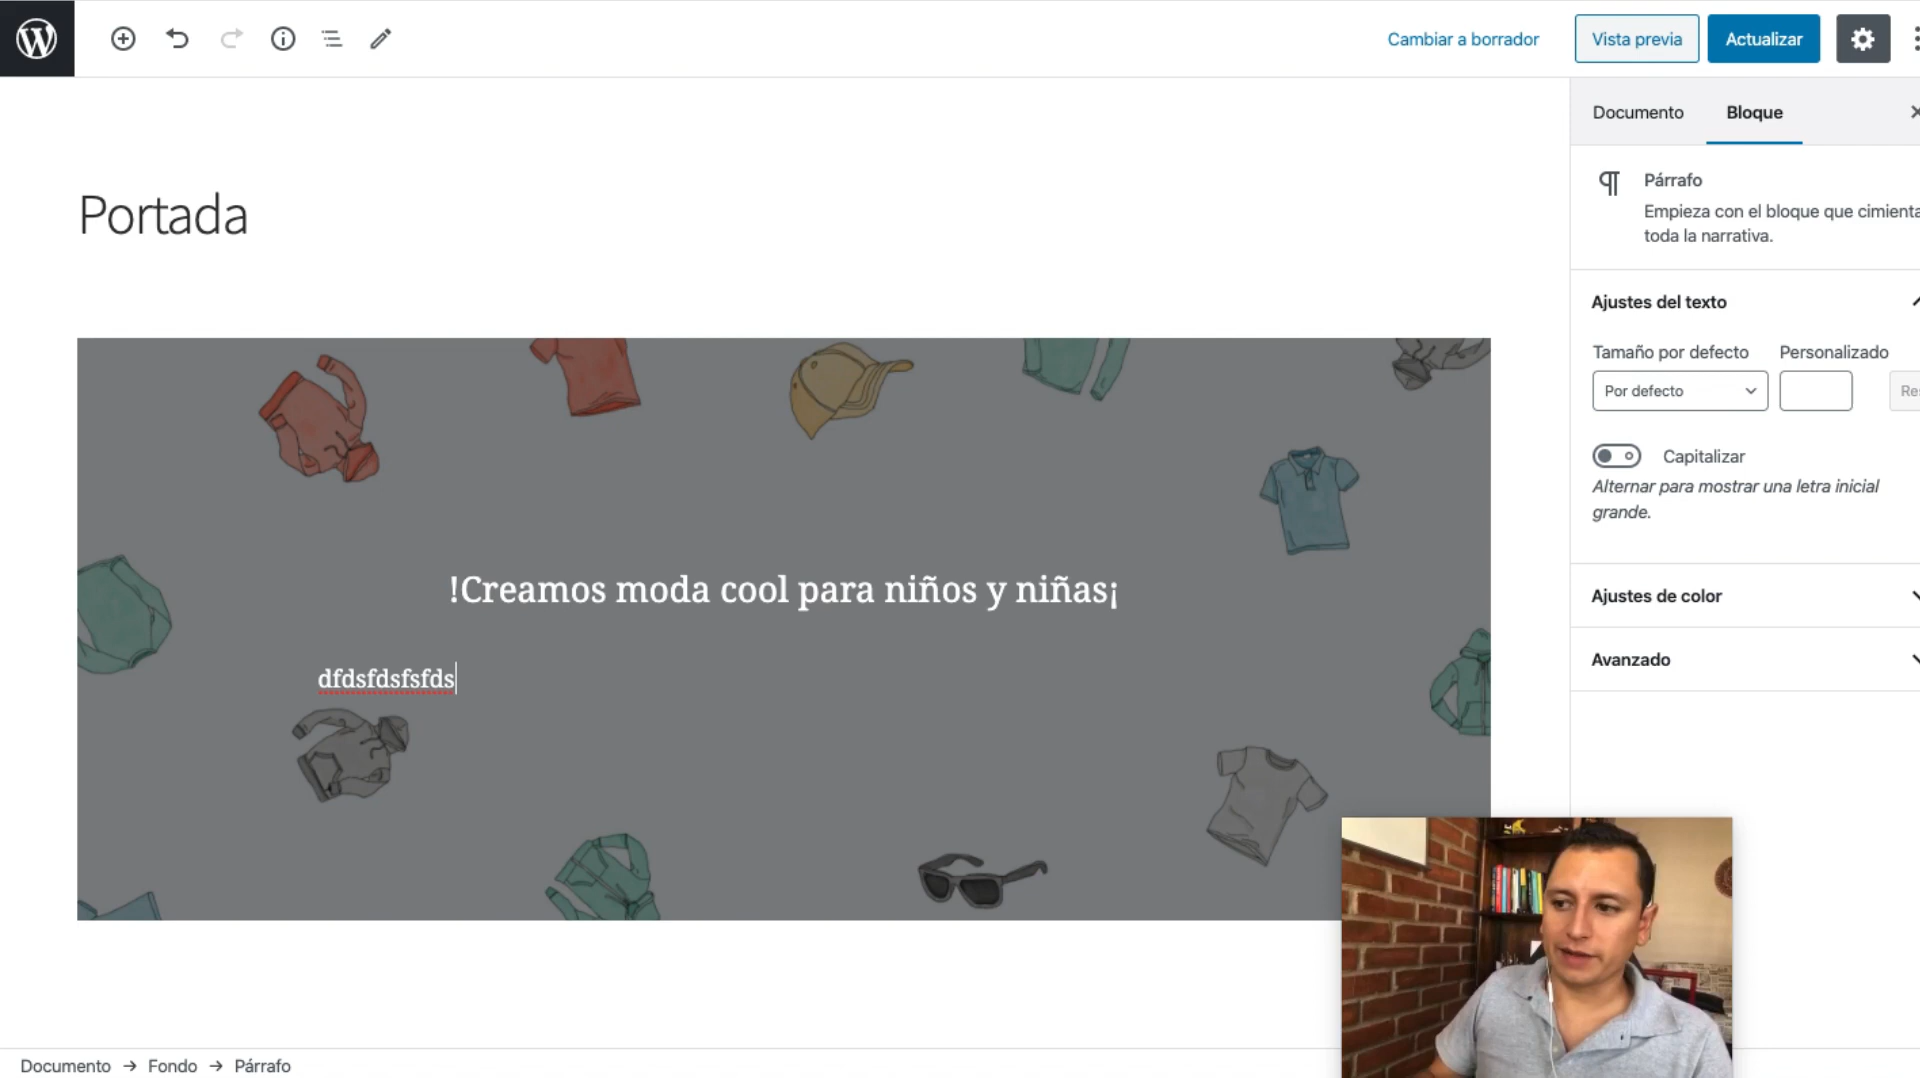 Cambiar a borrador
Vista previa
Actualizar
Documento
Bloque
Portada
Párrafo
Empieza con el bloque que cimienta
toda la narrativa.
Ajustes del texto
Tamaño por defecto
Personalizado
Por defecto
Capitalizar
Alternar para mostrar una letra inicial
grande.
!Creamos moda cool para niños y niñas¡
dfdsfdsfsfds
Ajustes de color
Avanzado
Documento → Fondo → Párrafo